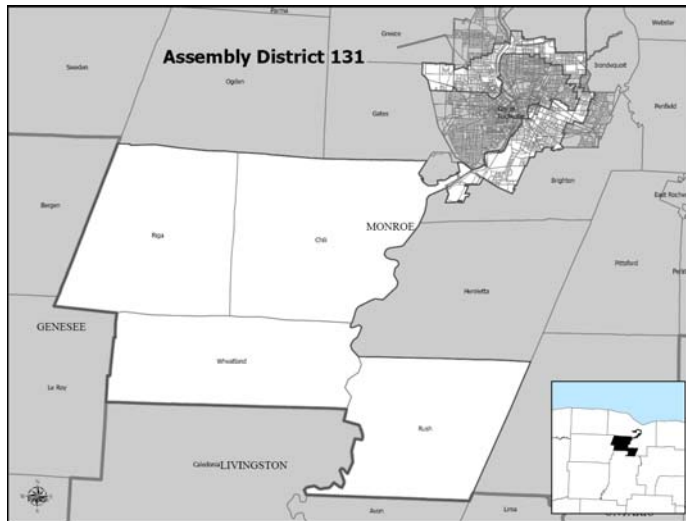 Parma
Greece
Webster
Assembly District 131
Sweden
Ogden
Irondequoit
Gates
Penfield
Brighton
East Roche
Bergen
MONROE
Riga
Chili
Pittsford
Henrietta
GENESEE
Wheatland
Le Roy
Rush
Caledonia
LIVINGSTON
Avon
Lima